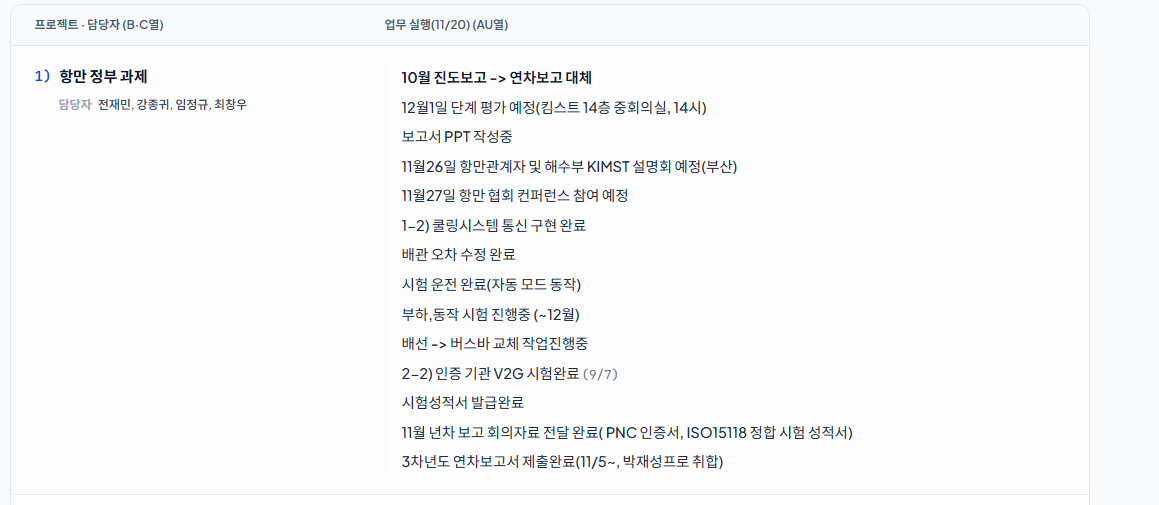 프로젝트 · 담당자 (B·C열)
업무 실행(11/20) (AU열)
1) 항만 정부 과제
담당자 전재민, 강종귀, 임정규, 최창우
10월 진도보고 -> 연차보고 대체
12월1일 단계 평가 예정(킴스트 14층 중회의실, 14시)
보고서 PPT 작성중
11월26일 항만관계자 및 해수부 KIMST 설명회 예정(부산)
11월27일 항만 협회 컨퍼런스 참여 예정
1-2) 쿨링시스템 통신 구현 완료
배관 오차 수정 완료
시험 운전 완료(자동 모드 동작)
부하,동작 시험 진행중 (~12월)
배선 -> 버스바 교체 작업진행중
2-2) 인증 기관 V2G 시험완료 (9/7)
시험성적서 발급완료
11월 년차 보고 회의자료 전달 완료( PNC 인증서, ISO15118 정합 시험 성적서)
3차년도 연차보고서 제출완료(11/5~, 박재성프로 취합)